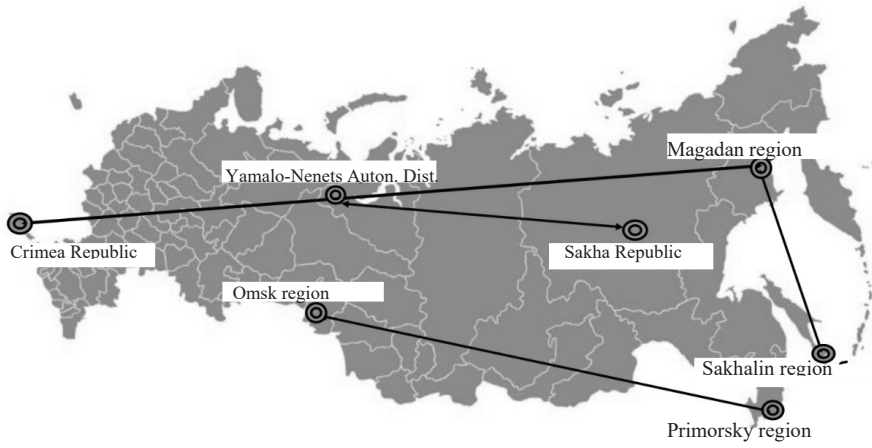 Magadan region
Yamalo-Nenets Auton. Dist.
Crimea Republic
Sakha Republic
Omsk region
Sakhalin region
Primorsky region